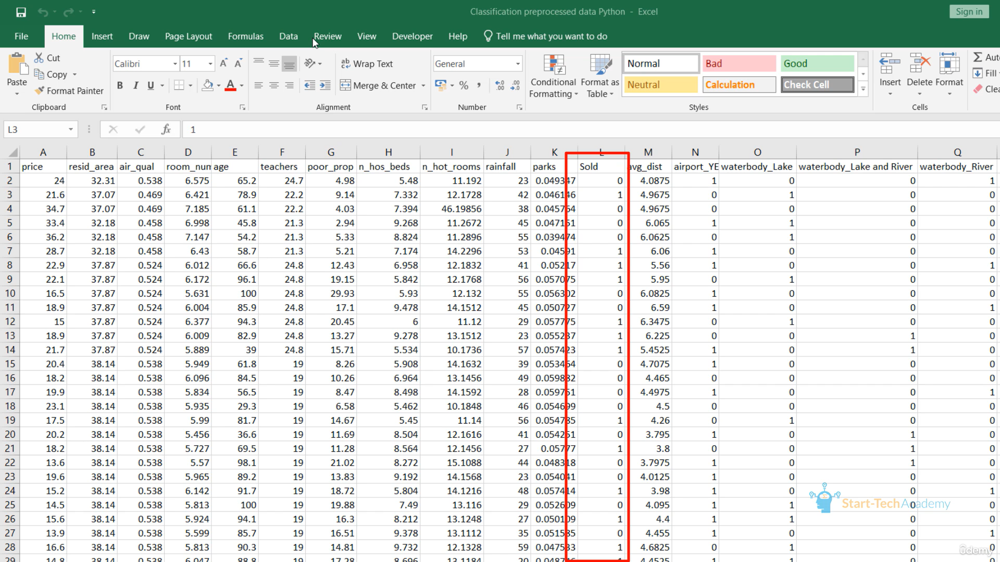 Classification preprocessed data Python - Excel
Sign in
File Home Insert Draw Page Layout Formulas Data Review View Developer Help Tell me what you want to do
Paste
Cut
Copy
Format Painter
Clipboard
Calibri 11
B I U A
Font
Wrap Text
Merge & Center
Alignment
General
% ,
Number
Conditional Formatting
Format as Table
Normal Bad Good
Neutral Calculation Check Cell
Styles
Insert Delete Format
Cells
Fill
L3 fx 1
A B C D E F G H I J K L M N O P Q
1 price resid_area air_qual room_num age teachers poor_prop n_hos_beds n_hot_rooms rainfall parks Sold avg_dist airport_YE waterbody_Lake waterbody_Lake and River waterbody_River
2 24 32.31 0.538 6.575 65.2 24.7 4.98 5.48 11.192 23 0.049347 0 4.0875 1 0 0 1
3 21.6 37.07 0.469 6.421 78.9 22.2 9.14 7.332 12.1728 42 0.046146 1 4.9675 0 1 0 0
4 34.7 37.07 0.469 7.185 61.1 22.2 4.03 7.394 46.19856 38 0.045764 0 4.9675 0 0 0 0
5 33.4 32.18 0.458 6.998 45.8 21.3 2.94 9.268 11.2672 45 0.047151 0 6.065 1 1 0 0
6 36.2 32.18 0.458 7.147 54.2 21.3 5.33 8.824 11.2896 55 0.039474 0 6.0625 0 1 0 0
7 28.7 32.18 0.458 6.43 58.7 21.3 5.21 7.174 14.2296 53 0.04591 1 6.06 1 0 0 0
8 22.9 37.87 0.524 6.012 66.6 24.8 12.43 6.958 12.1832 41 0.05217 1 5.56 1 0 0 1
9 22.1 37.87 0.524 6.172 96.1 24.8 19.15 5.842 12.1768 56 0.057075 1 5.95 0 1 0 0
10 16.5 37.87 0.524 5.631 100 24.8 29.93 5.93 12.132 55 0.056302 0 6.0825 1 0 0 0
11 18.9 37.87 0.524 6.004 85.9 24.8 17.1 9.478 14.1512 45 0.050727 0 6.59 1 0 0 1
12 15 37.87 0.524 6.377 94.3 24.8 20.45 6 11.12 29 0.057775 1 6.3475 0 1 0 0
13 18.9 37.87 0.524 6.009 82.9 24.8 13.27 9.278 13.1512 23 0.055237 1 6.225 0 0 1 0
14 21.7 37.87 0.524 5.889 39 24.8 15.71 5.534 10.1736 57 0.057423 1 5.4525 1 0 1 0
15 20.4 38.14 0.538 5.949 61.8 19 8.26 5.908 14.1632 39 0.053464 0 4.7075 1 0 0 0
16 18.2 38.14 0.538 6.096 84.5 19 10.26 6.964 13.1456 49 0.059882 0 4.465 0 0 0 0
17 19.9 38.14 0.538 5.834 56.5 19 8.47 8.498 14.1592 28 0.059751 0 4.4975 1 0 0 1
18 23.1 38.14 0.538 5.935 29.3 19 6.58 5.462 10.1848 46 0.054699 0 4.5 0 0 0 0
19 17.5 38.14 0.538 5.99 81.7 19 14.67 5.45 11.14 56 0.054785 1 4.26 0 1 0 0
20 20.2 38.14 0.538 5.456 36.6 19 11.69 8.504 12.1616 41 0.054261 0 3.795 1 0 1 0
21 18.2 38.14 0.538 5.727 69.5 19 11.28 8.564 12.1456 27 0.05777 1 3.8 0 0 1 0
22 13.6 38.14 0.538 5.57 98.1 19 21.02 8.272 15.1088 44 0.048318 0 3.7975 1 0 1 0
23 19.6 38.14 0.538 5.965 89.2 19 13.83 9.192 14.1568 23 0.054041 0 4.0125 1 0 0 0
24 15.2 38.14 0.538 6.142 91.7 19 18.72 5.804 14.1216 48 0.057414 1 3.98 1 0 0 1
25 14.5 38.14 0.538 5.813 100 19 19.88 7.49 13.116 29 0.052609 0 4.095 1 1 0 0
26 15.6 38.14 0.538 5.924 94.1 19 16.3 8.212 13.1248 27 0.050109 1 4.4 1 1 0 0
27 13.9 38.14 0.538 5.599 85.7 19 16.51 9.378 13.1112 35 0.051585 0 4.455 1 0 0 1
28 16.6 38.14 0.538 5.813 90.3 19 14.81 9.732 12.1328 59 0.047533 1 4.6825 0 1 0 0
29 14.8 38.14 0.538 6.047 88.8 19 17.28 8.696 13.1184 20 1 4.4525 1 0 0 0
Start-Tech Academy
ûdemy